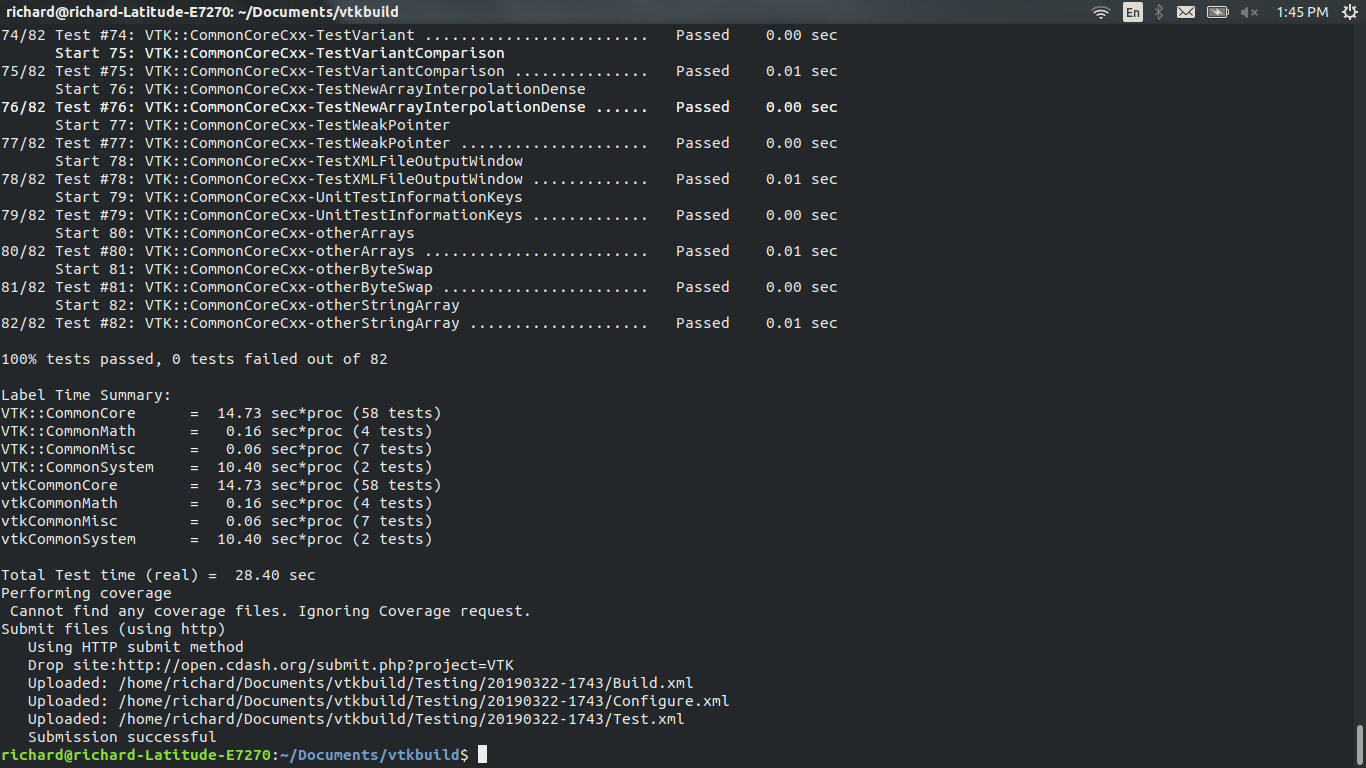 richard@richard-Latitude-E7270: ~/Documents/vtkbuild En 1:45 PM
74/82 Test #74: VTK::CommonCoreCxx-TestVariant .........................   Passed    0.00 sec
      Start 75: VTK::CommonCoreCxx-TestVariantComparison
75/82 Test #75: VTK::CommonCoreCxx-TestVariantComparison ...............   Passed    0.01 sec
      Start 76: VTK::CommonCoreCxx-TestNewArrayInterpolationDense
76/82 Test #76: VTK::CommonCoreCxx-TestNewArrayInterpolationDense ......   Passed    0.00 sec
      Start 77: VTK::CommonCoreCxx-TestWeakPointer
77/82 Test #77: VTK::CommonCoreCxx-TestWeakPointer .....................   Passed    0.00 sec
      Start 78: VTK::CommonCoreCxx-TestXMLFileOutputWindow
78/82 Test #78: VTK::CommonCoreCxx-TestXMLFileOutputWindow .............   Passed    0.01 sec
      Start 79: VTK::CommonCoreCxx-UnitTestInformationKeys
79/82 Test #79: VTK::CommonCoreCxx-UnitTestInformationKeys .............   Passed    0.00 sec
      Start 80: VTK::CommonCoreCxx-otherArrays
80/82 Test #80: VTK::CommonCoreCxx-otherArrays .........................   Passed    0.01 sec
      Start 81: VTK::CommonCoreCxx-otherByteSwap
81/82 Test #81: VTK::CommonCoreCxx-otherByteSwap .......................   Passed    0.00 sec
      Start 82: VTK::CommonCoreCxx-otherStringArray
82/82 Test #82: VTK::CommonCoreCxx-otherStringArray ....................   Passed    0.01 sec
100% tests passed, 0 tests failed out of 82
Label Time Summary:
VTK::CommonCore      =  14.73 sec*proc (58 tests)
VTK::CommonMath      =   0.16 sec*proc (4 tests)
VTK::CommonMisc      =   0.06 sec*proc (7 tests)
VTK::CommonSystem    =  10.40 sec*proc (2 tests)
vtkCommonCore        =  14.73 sec*proc (58 tests)
vtkCommonMath        =   0.16 sec*proc (4 tests)
vtkCommonMisc        =   0.06 sec*proc (7 tests)
vtkCommonSystem      =  10.40 sec*proc (2 tests)
Total Test time (real) =  28.40 sec
Performing coverage
 Cannot find any coverage files. Ignoring Coverage request.
Submit files (using http)
   Using HTTP submit method
   Drop site:http://open.cdash.org/submit.php?project=VTK
   Uploaded: /home/richard/Documents/vtkbuild/Testing/20190322-1743/Build.xml
   Uploaded: /home/richard/Documents/vtkbuild/Testing/20190322-1743/Configure.xml
   Uploaded: /home/richard/Documents/vtkbuild/Testing/20190322-1743/Test.xml
   Submission successful
richard@richard-Latitude-E7270:~/Documents/vtkbuild$